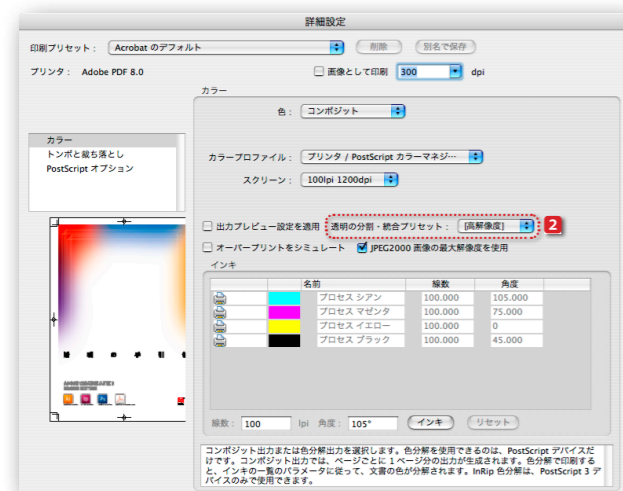 詳細設定
印刷プリセット： Acrobat のデフォルト 削除 別名で保存
プリンタ： Adobe PDF 8.0 画像として印刷 300 dpi
カラー
色： コンポジット
カラー
トンボと裁ち落とし
PostScript オプション
カラープロファイル： プリンタ / PostScript カラーマネジ…
スクリーン： 100lpi 1200dpi
出力プレビュー設定を適用 透明の分割・統合プリセット： [高解像度] 2
オーバープリントをシミュレート JPEG2000 画像の最大解像度を使用
インキ
名前 線数 角度
プロセス シアン 100.000 105.000
プロセス マゼンタ 100.000 75.000
プロセス イエロー 100.000 0
プロセス ブラック 100.000 45.000
線数： 100 lpi 角度： 105° インキ リセット
コンポジット出力または色分解出力を選択します。色分解を使用できるのは、PostScript デバイスだ
けです。コンポジット出力では、ページごとに 1 ページ分の出力が生成されます。色分解で印刷する
と、インキの一覧のパラメータに従って、文書の色が分解されます。InRip 色分解は、PostScript 3 デ
バイスのみで使用できます。